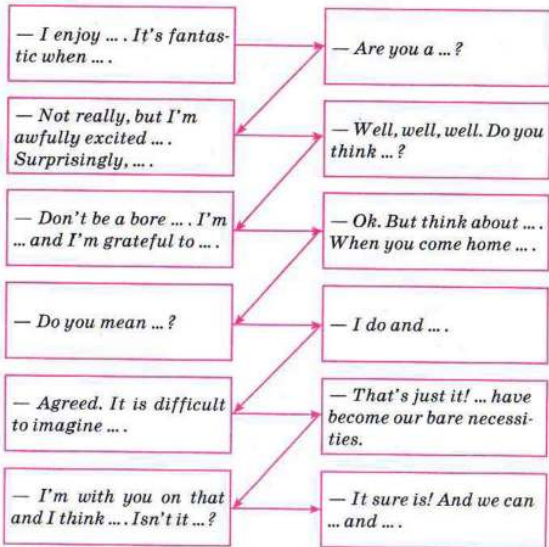 — I enjoy ... . It's fantas-
tic when ... .
— Are you a ...?
— Not really, but I'm
awfully excited ... .
Surprisingly, ... .
— Well, well, well. Do you
think ...?
— Don't be a bore ... . I'm
... and I'm grateful to ... .
— Ok. But think about ... .
When you come home ... .
— Do you mean ...?
— I do and ... .
— Agreed. It is difficult
to imagine ... .
— That's just it! ... have
become our bare necessi-
ties.
— I'm with you on that
and I think ... . Isn't it ...?
— It sure is! And we can
... and ... .